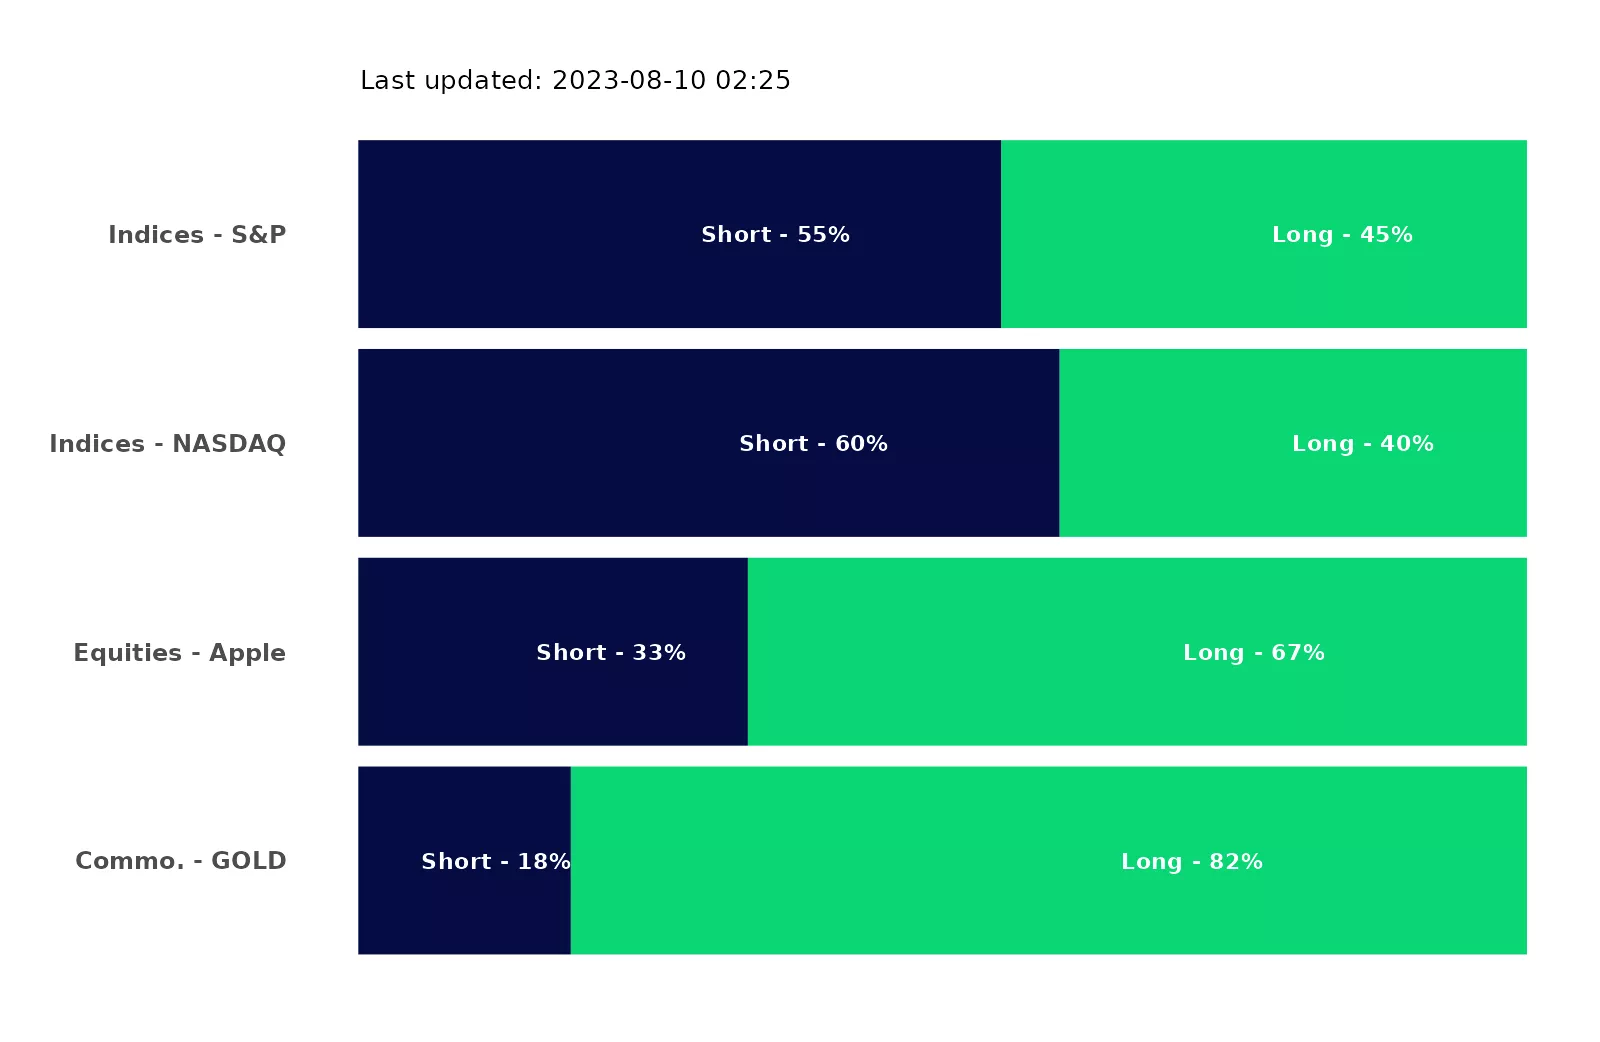 Last updated: 2023-08-10 02:25
Indices - S&P
Short - 55%
Long - 45%
Indices - NASDAQ
Short - 60%
Long - 40%
Equities - Apple
Short - 33%
Long - 67%
Commo. - GOLD
Short - 18%
Long - 82%